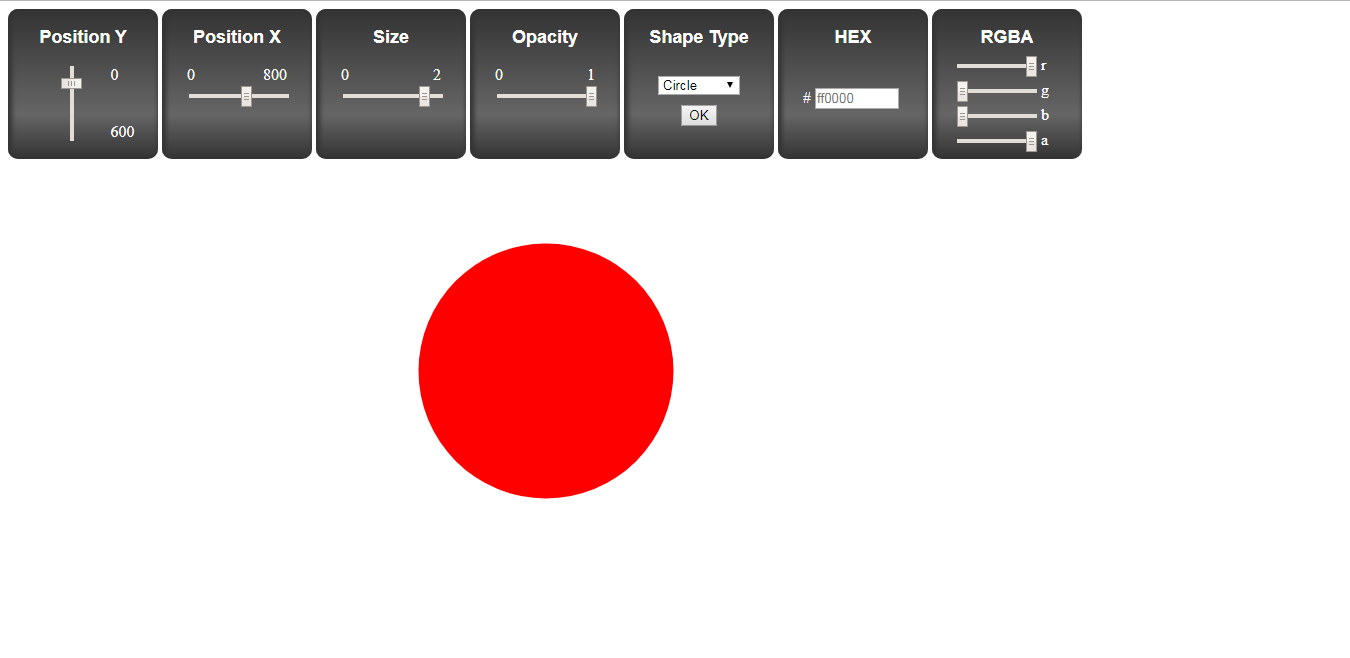 Position Y
0
600
Position X
0 800
Size
0 2
Opacity
0 1
Shape Type
Circle
OK
HEX
# ff0000
RGBA
r
g
b
a